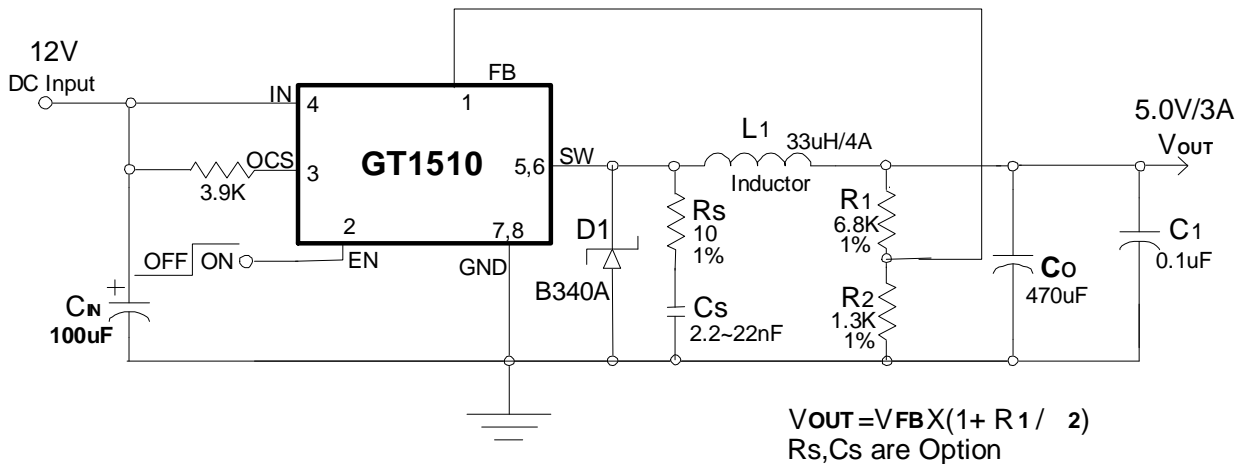 12V
DC Input
IN
4
FB
1
OCS
3
3.9K
GT1510
5,6
SW
2
EN
7,8
GND
OFF
ON
+
CIN
100uF
D1
B340A
Rs
10
1%
Cs
2.2~22nF
L1
33uH/4A
Inductor
R1
6.8K
1%
R2
1.3K
1%
Co
470uF
C1
0.1uF
5.0V/3A
VOUT
VOUT =VFB X(1+ R1 / 2)
Rs,Cs are Option